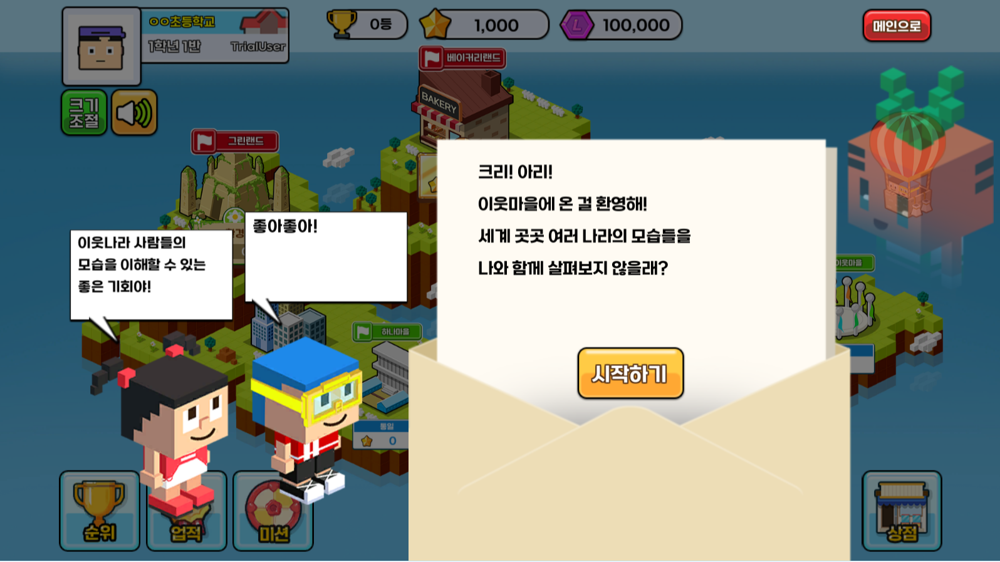 ㅇㅇ초등학교
1학년 1반 TrialUser
0등
1,000
L 100,000
메인으로
크기
조절
베이커리랜드
BAKERY
그린랜드
크리! 아리!
이웃마을에 온 걸 환영해!
세계 곳곳 여러 나라의 모습들을
나와 함께 살펴보지 않을래?
좋아좋아!
이웃나라 사람들의
모습을 이해할 수 있는
좋은 기회야!
이웃마을
하나마을
통일
0
시작하기
순위
업적
미션
상점